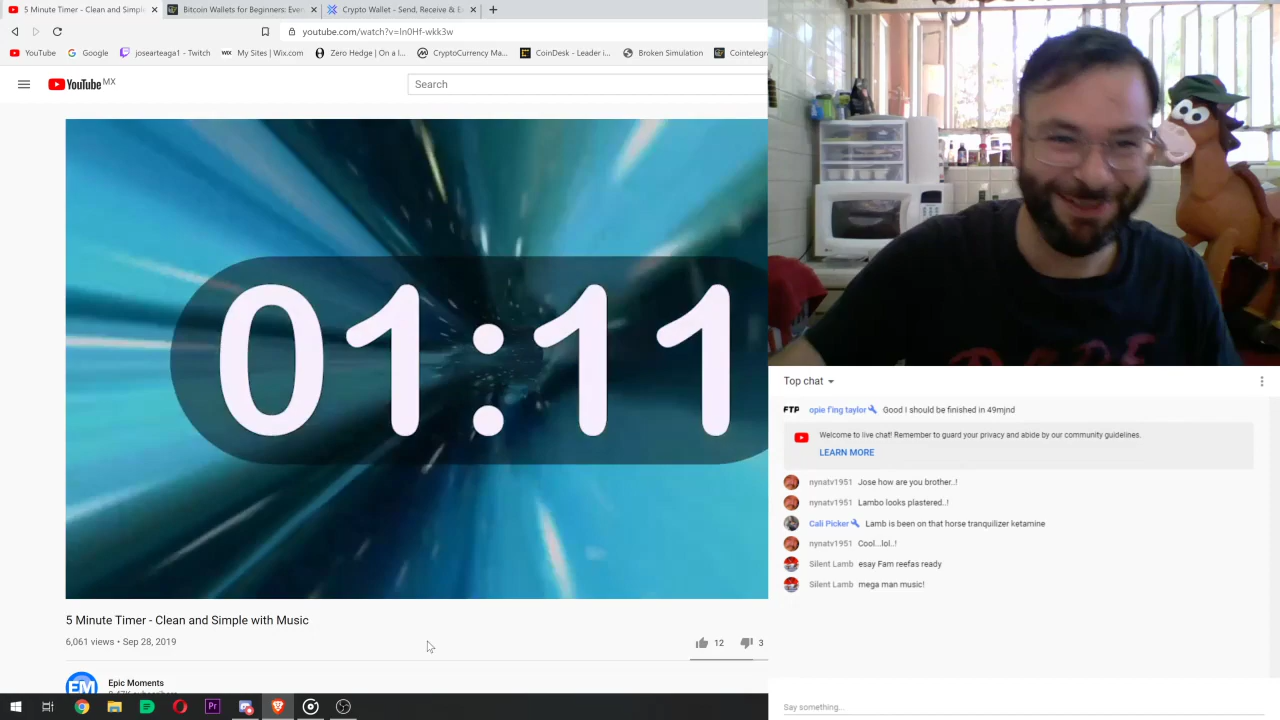 5 Minute Timer - Clean and Simple
Bitcoin Wallets for Beginners: Ever
Crypto Wallet - Send, Receive & E
youtube.com/watch?v=In0Hf-wkk3w
YouTube
Google
josearteaga1 - Twitch
WIX My Sites | Wix.com
Zero Hedge | On a l...
CryptoCurrency Ma...
CoinDesk - Leader i...
Broken Simulation
Cointelegr
YouTube MX
Search
01:11
5 Minute Timer - Clean and Simple with Music
6,061 views • Sep 28, 2019
12
3
EM
Epic Moments
Pr
Top chat
FTP opie f'ing taylor Good I should be finished in 49mjnd
Welcome to live chat! Remember to guard your privacy and abide by our community guidelines.
LEARN MORE
nynatv1951 Jose how are you brother..!
nynatv1951 Lambo looks plastered..!
Cali Picker Lamb is been on that horse tranquilizer ketamine
nynatv1951 Cool...lol..!
Silent Lamb esay Fam reefas ready
Silent Lamb mega man music!
Say something...